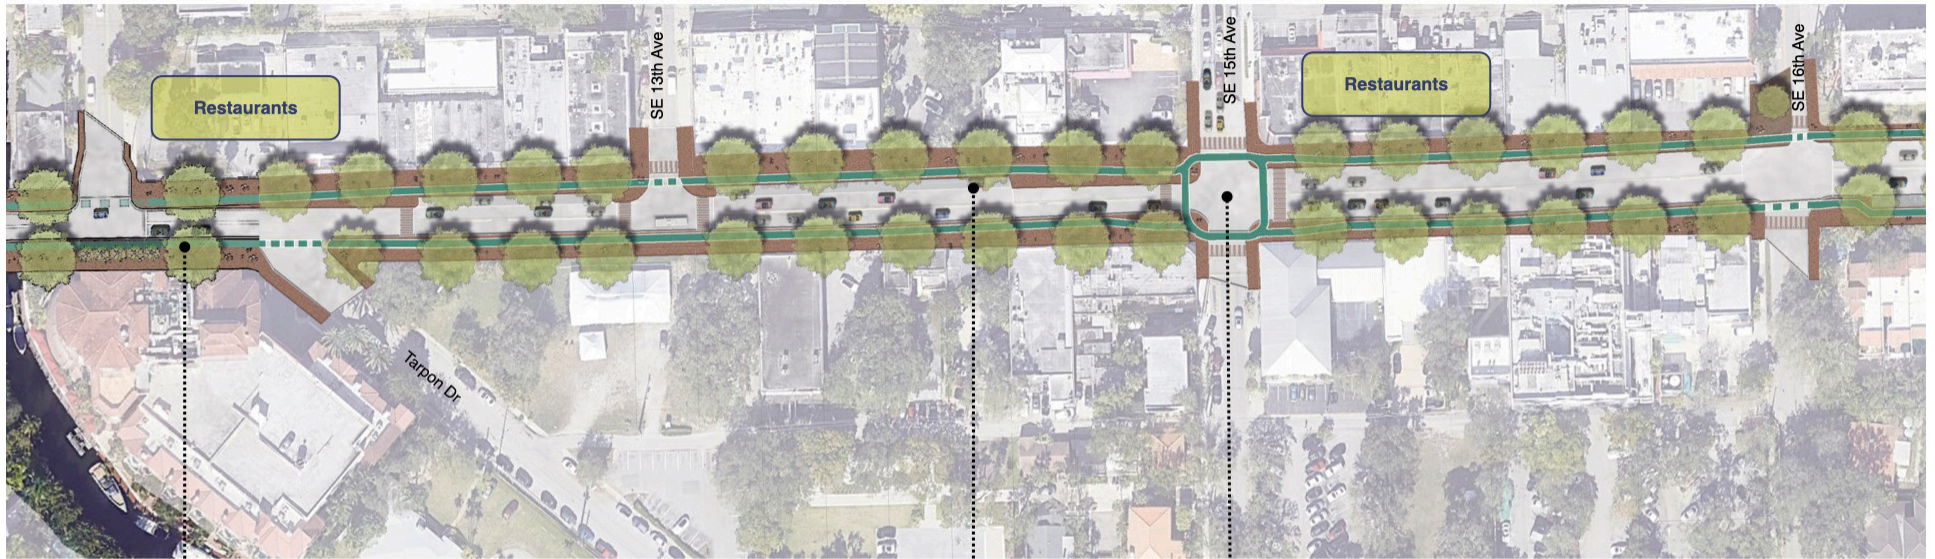 Restaurants
SE 13th Ave
SE 15th Ave
Restaurants
SE 16th Ave
Tarpon Dr